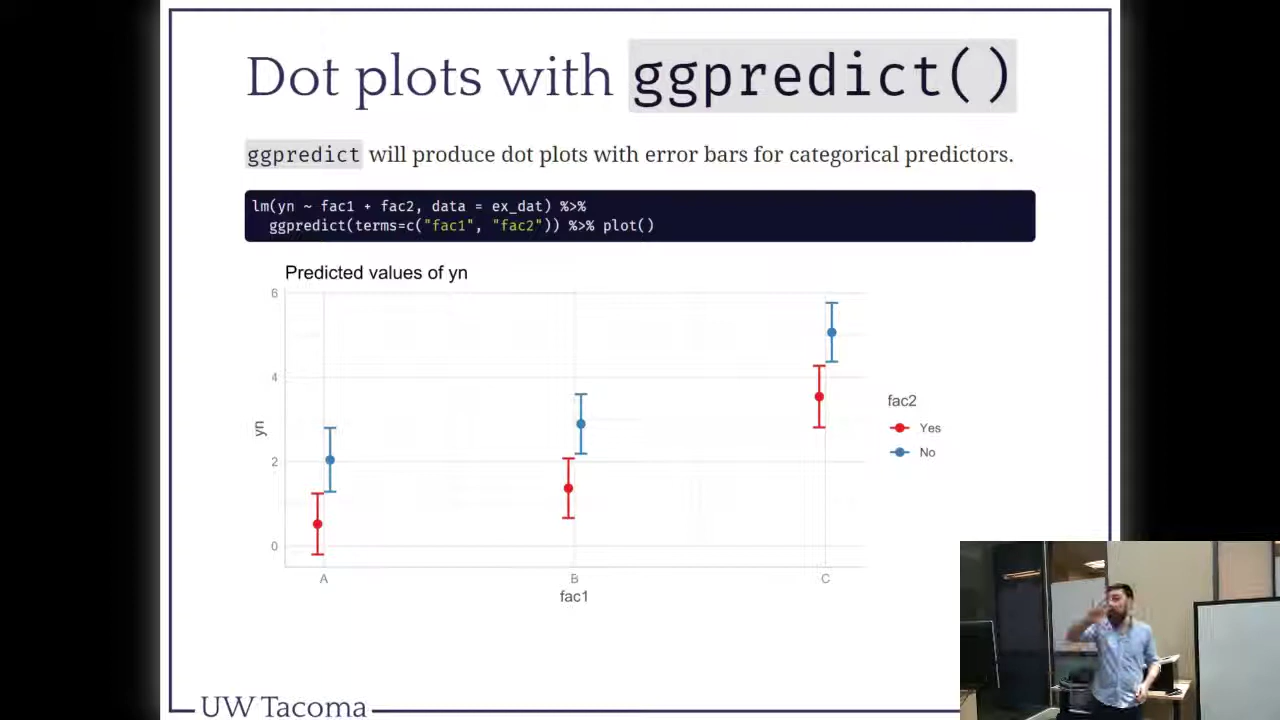 Dot plots with ggpredict()
ggpredict will produce dot plots with error bars for categorical predictors.
lm(yn ~ fac1 + fac2, data = ex_dat) %>%
ggpredict(terms=c("fac1", "fac2")) %>% plot()
Predicted values of yn
6
4
2
0
yn
A B C
fac1
fac2
Yes
No
UW Tacoma